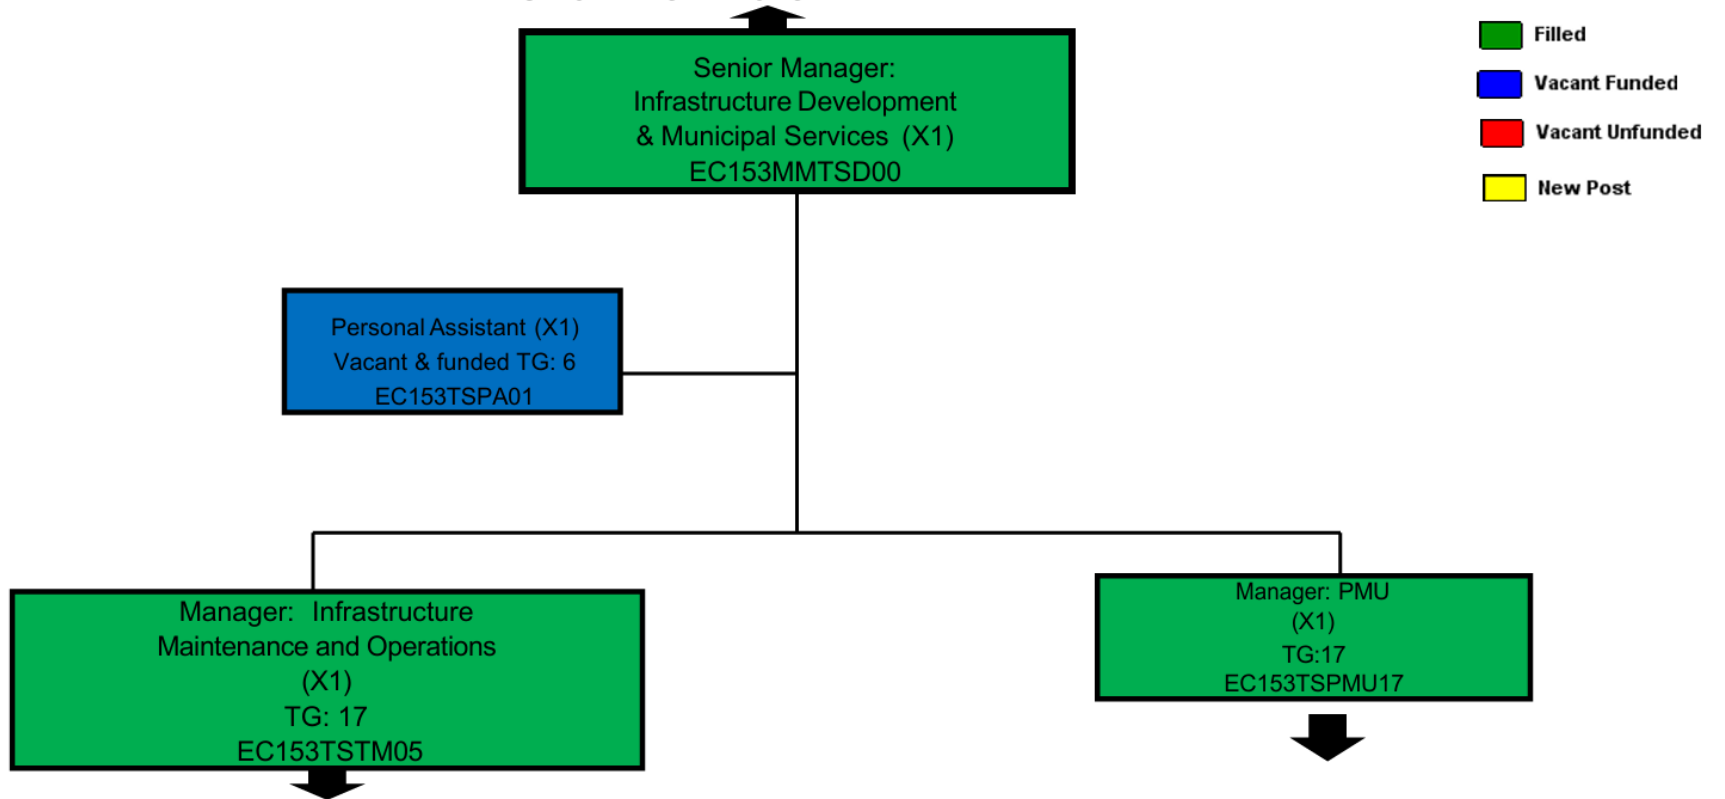 Senior Manager:
Infrastructure Development
& Municipal Services (X1)
EC153MMTSD00
Filled
Vacant Funded
Vacant Unfunded
New Post
Personal Assistant (X1)
Vacant & funded TG: 6
EC153TSPA01
Manager: Infrastructure
Maintenance and Operations
(X1)
TG: 17
EC153TSTM05
Manager: PMU
(X1)
TG:17
EC153TSPMU17